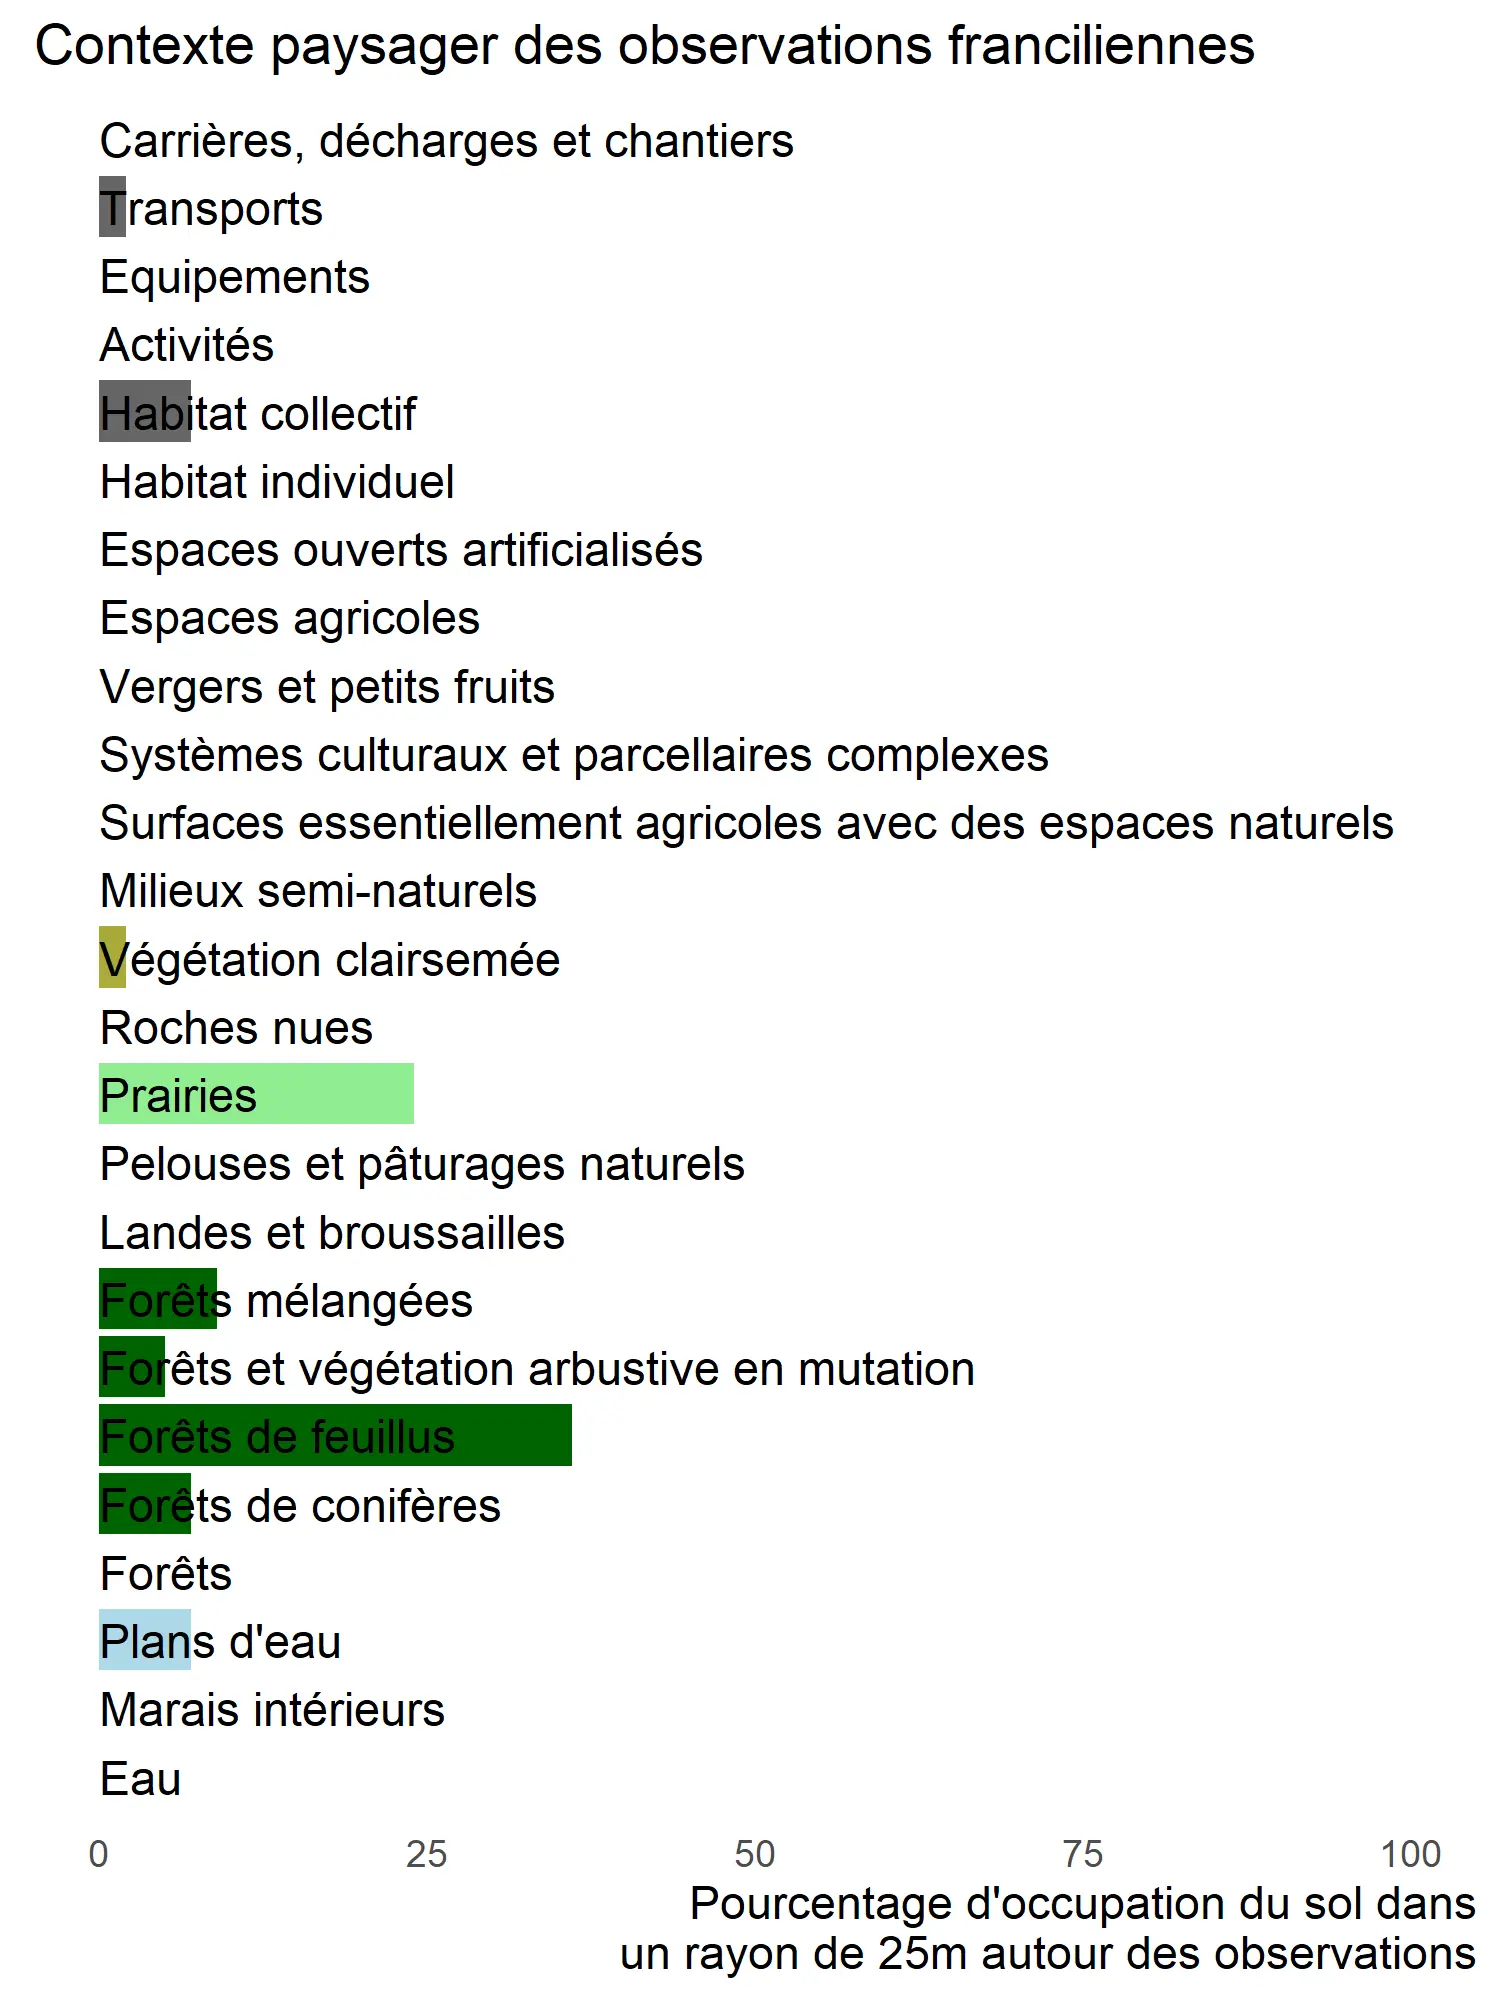 Contexte paysager des observations franciliennes
Carrières, décharges et chantiers
Transports
Equipements
Activités
Habitat collectif
Habitat individuel
Espaces ouverts artificialisés
Espaces agricoles
Vergers et petits fruits
Systèmes culturaux et parcellaires complexes
Surfaces essentiellement agricoles avec des espaces naturels
Milieux semi-naturels
Végétation clairsemée
Roches nues
Prairies
Pelouses et pâturages naturels
Landes et broussailles
Forêts mélangées
Forêts et végétation arbustive en mutation
Forêts de feuillus
Forêts de conifères
Forêts
Plans d'eau
Marais intérieurs
Eau
0 25 50 75 100
Pourcentage d'occupation du sol dans
un rayon de 25m autour des observations